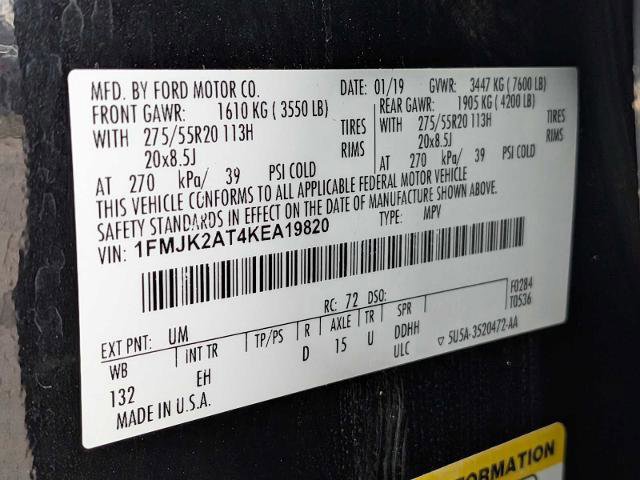 MFD. BY FORD MOTOR CO. DATE: 01/19 GVWR: 3447 KG (7600 LB)
FRONT GAWR: 1610 KG (3550 LB) REAR GAWR: 1905 KG (4200 LB)
WITH 275/55R20 113H TIRES WITH 275/55R20 113H TIRES
20x8.5J RIMS 20x8.5J RIMS
AT 270 kPa/ 39 PSI COLD AT 270 kPa/ 39 PSI COLD
THIS VEHICLE CONFORMS TO ALL APPLICABLE FEDERAL MOTOR VEHICLE
SAFETY STANDARDS IN EFFECT ON THE DATE OF MANUFACTURE SHOWN ABOVE.
VIN: 1FMJK2AT4KEA19820 TYPE: MPV
F0284
T0536
EXT PNT: UM RC: 72 DSO:
WB INT TR TP/PS R AXLE TR SPR
132 EH D 15 U DDHH
ULC ▽ 5U5A-3520472-AA
MADE IN U.S.A.
FORMATION